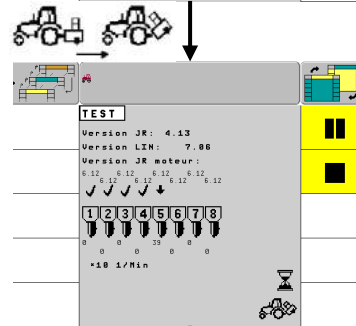 TEST
Version JR: 4.13
Version LIN: 7.06
Version JR moteur:
6.12 6.12 6.12 6.12
6.12 6.12 6.12 6.12
1 2 3 4 5 6 7 8
0 0 39 0
0 0 0 0
*10 1/Min